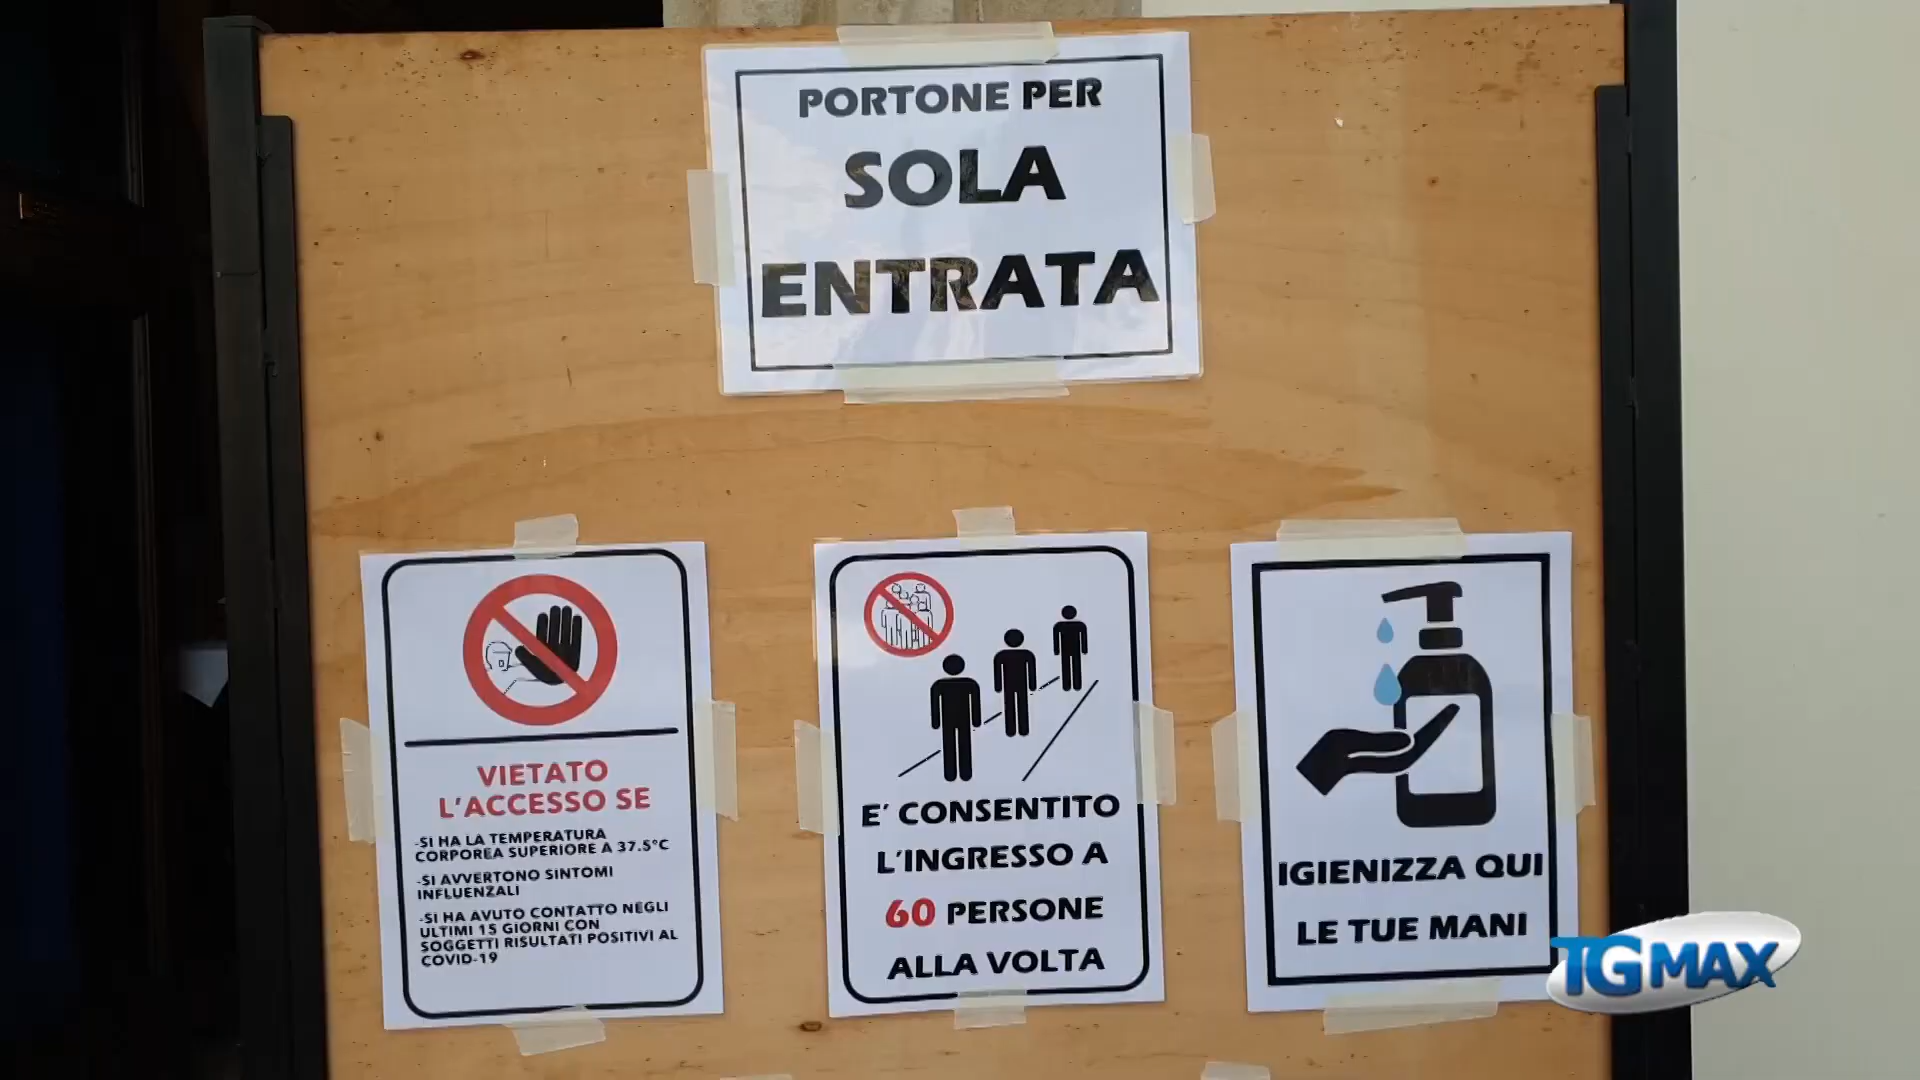 PORTONE PER
SOLA
ENTRATA
VIETATO
L'ACCESSO SE
-SI HA LA TEMPERATURA
CORPOREA SUPERIORE A 37.5°C
-SI AVVERTONO SINTOMI
INFLUENZALI
-SI HA AVUTO CONTATTO NEGLI
ULTIMI 15 GIORNI CON
SOGGETTI RISULTATI POSITIVI AL
COVID-19
E' CONSENTITO
L'INGRESSO A
60 PERSONE
ALLA VOLTA
IGIENIZZA QUI
LE TUE MANI
TGMAX